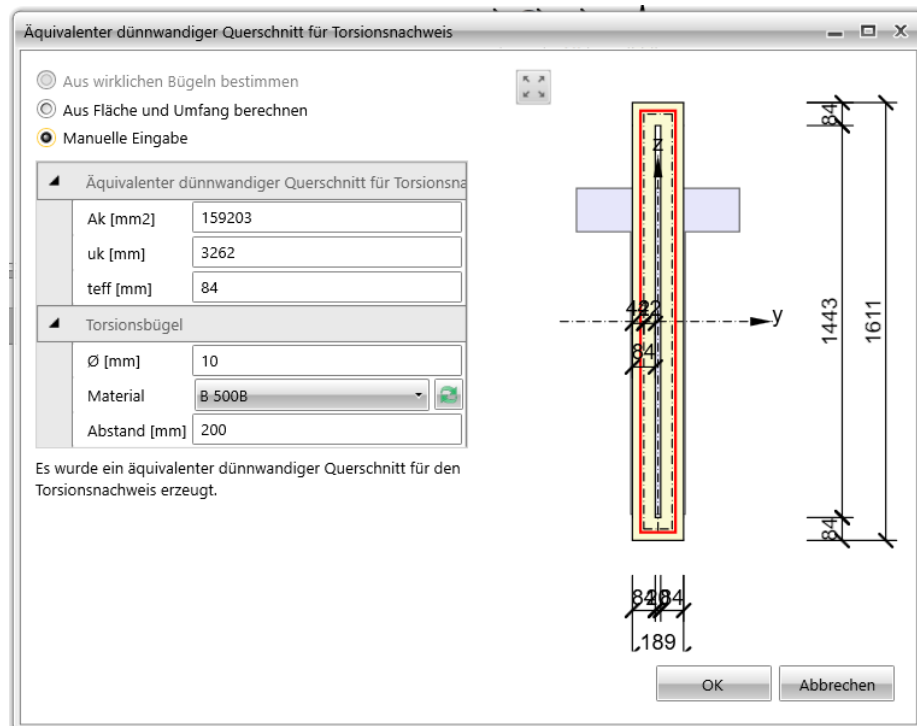 Äquivalenter dünnwandiger Querschnitt für Torsionsnachweis
Aus wirklichen Bügeln bestimmen
Aus Fläche und Umfang berechnen
Manuelle Eingabe
Äquivalenter dünnwandiger Querschnitt für Torsionsna
Ak [mm2] 159203
uk [mm] 3262
teff [mm] 84
Torsionsbügel
Ø [mm] 10
Material B 500B
Abstand [mm] 200
Es wurde ein äquivalenter dünnwandiger Querschnitt für den
Torsionsnachweis erzeugt.
84
z
y
84
1443
1611
84
84
84
189
OK Abbrechen